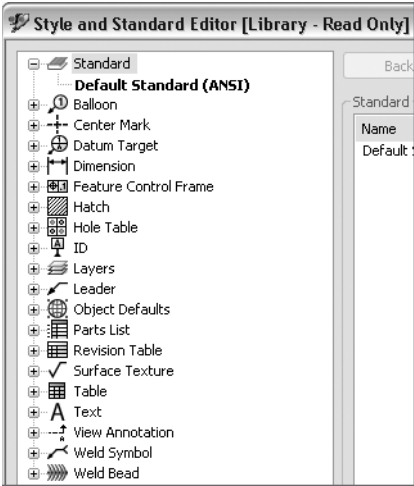 Style and Standard Editor [Library - Read Only]
Standard
Default Standard (ANSI)
Balloon
Center Mark
Datum Target
Dimension
Feature Control Frame
Hatch
Hole Table
ID
Layers
Leader
Object Defaults
Parts List
Revision Table
Surface Texture
Table
Text
View Annotation
Weld Symbol
Weld Bead
Back
Standard
Name
Default